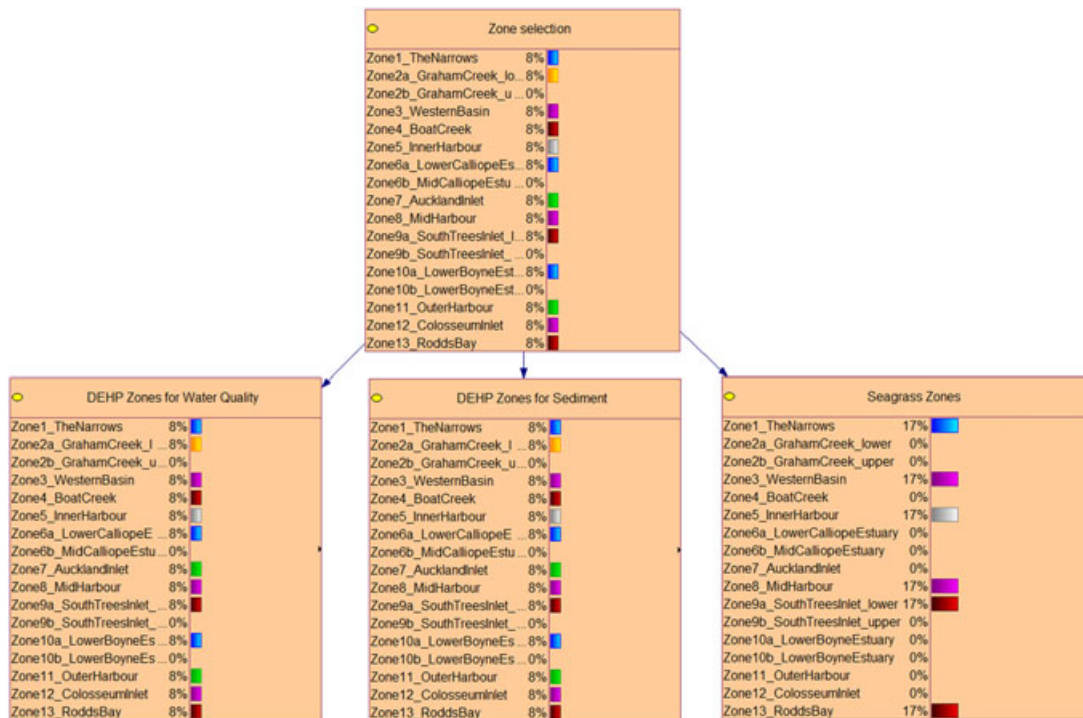 Zone selection
Zone1_TheNarrows 8%
Zone2a_GrahamCreek_lo...8%
Zone2b_GrahamCreek_u ...0%
Zone3_WesternBasin 8%
Zone4_BoatCreek 8%
Zone5_InnerHarbour 8%
Zone6a_LowerCalliopeEs...8%
Zone6b_MidCalliopeEstu ...0%
Zone7_AucklandInlet 8%
Zone8_MidHarbour 8%
Zone9a_SouthTreesInlet_l...8%
Zone9b_SouthTreesInlet_ ...0%
Zone10a_LowerBoyneEst...8%
Zone10b_LowerBoyneEst...0%
Zone11_OuterHarbour 8%
Zone12_ColosseumInlet 8%
Zone13_RoddsBay 8%
DEHP Zones for Water Quality
Zone1_TheNarrows 8%
Zone2a_GrahamCreek_l ...8%
Zone2b_GrahamCreek_u...0%
Zone3_WesternBasin 8%
Zone4_BoatCreek 8%
Zone5_InnerHarbour 8%
Zone6a_LowerCalliopeE ...8%
Zone6b_MidCalliopeEstu ...0%
Zone7_AucklandInlet 8%
Zone8_MidHarbour 8%
Zone9a_SouthTreesInlet_...8%
Zone9b_SouthTreesInlet_...0%
Zone10a_LowerBoyneEs ...8%
Zone10b_LowerBoyneEs ...0%
Zone11_OuterHarbour 8%
Zone12_ColosseumInlet 8%
Zone13_RoddsBay 8%
DEHP Zones for Sediment
Zone1_TheNarrows 8%
Zone2a_GrahamCreek_l ...8%
Zone2b_GrahamCreek_u...0%
Zone3_WesternBasin 8%
Zone4_BoatCreek 8%
Zone5_InnerHarbour 8%
Zone6a_LowerCalliopeE ...8%
Zone6b_MidCalliopeEstu ...0%
Zone7_AucklandInlet 8%
Zone8_MidHarbour 8%
Zone9a_SouthTreesInlet_...8%
Zone9b_SouthTreesInlet_...0%
Zone10a_LowerBoyneEs ...8%
Zone10b_LowerBoyneEs ...0%
Zone11_OuterHarbour 8%
Zone12_ColosseumInlet 8%
Zone13_RoddsBay 8%
Seagrass Zones
Zone1_TheNarrows 17%
Zone2a_GrahamCreek_lower 0%
Zone2b_GrahamCreek_upper 0%
Zone3_WesternBasin 17%
Zone4_BoatCreek 0%
Zone5_InnerHarbour 17%
Zone6a_LowerCalliopeEstuary 0%
Zone6b_MidCalliopeEstuary 0%
Zone7_AucklandInlet 0%
Zone8_MidHarbour 17%
Zone9a_SouthTreesInlet_lower 17%
Zone9b_SouthTreesInlet_upper 0%
Zone10a_LowerBoyneEstuary 0%
Zone10b_LowerBoyneEstuary 0%
Zone11_OuterHarbour 0%
Zone12_ColosseumInlet 0%
Zone13_RoddsBay 17%